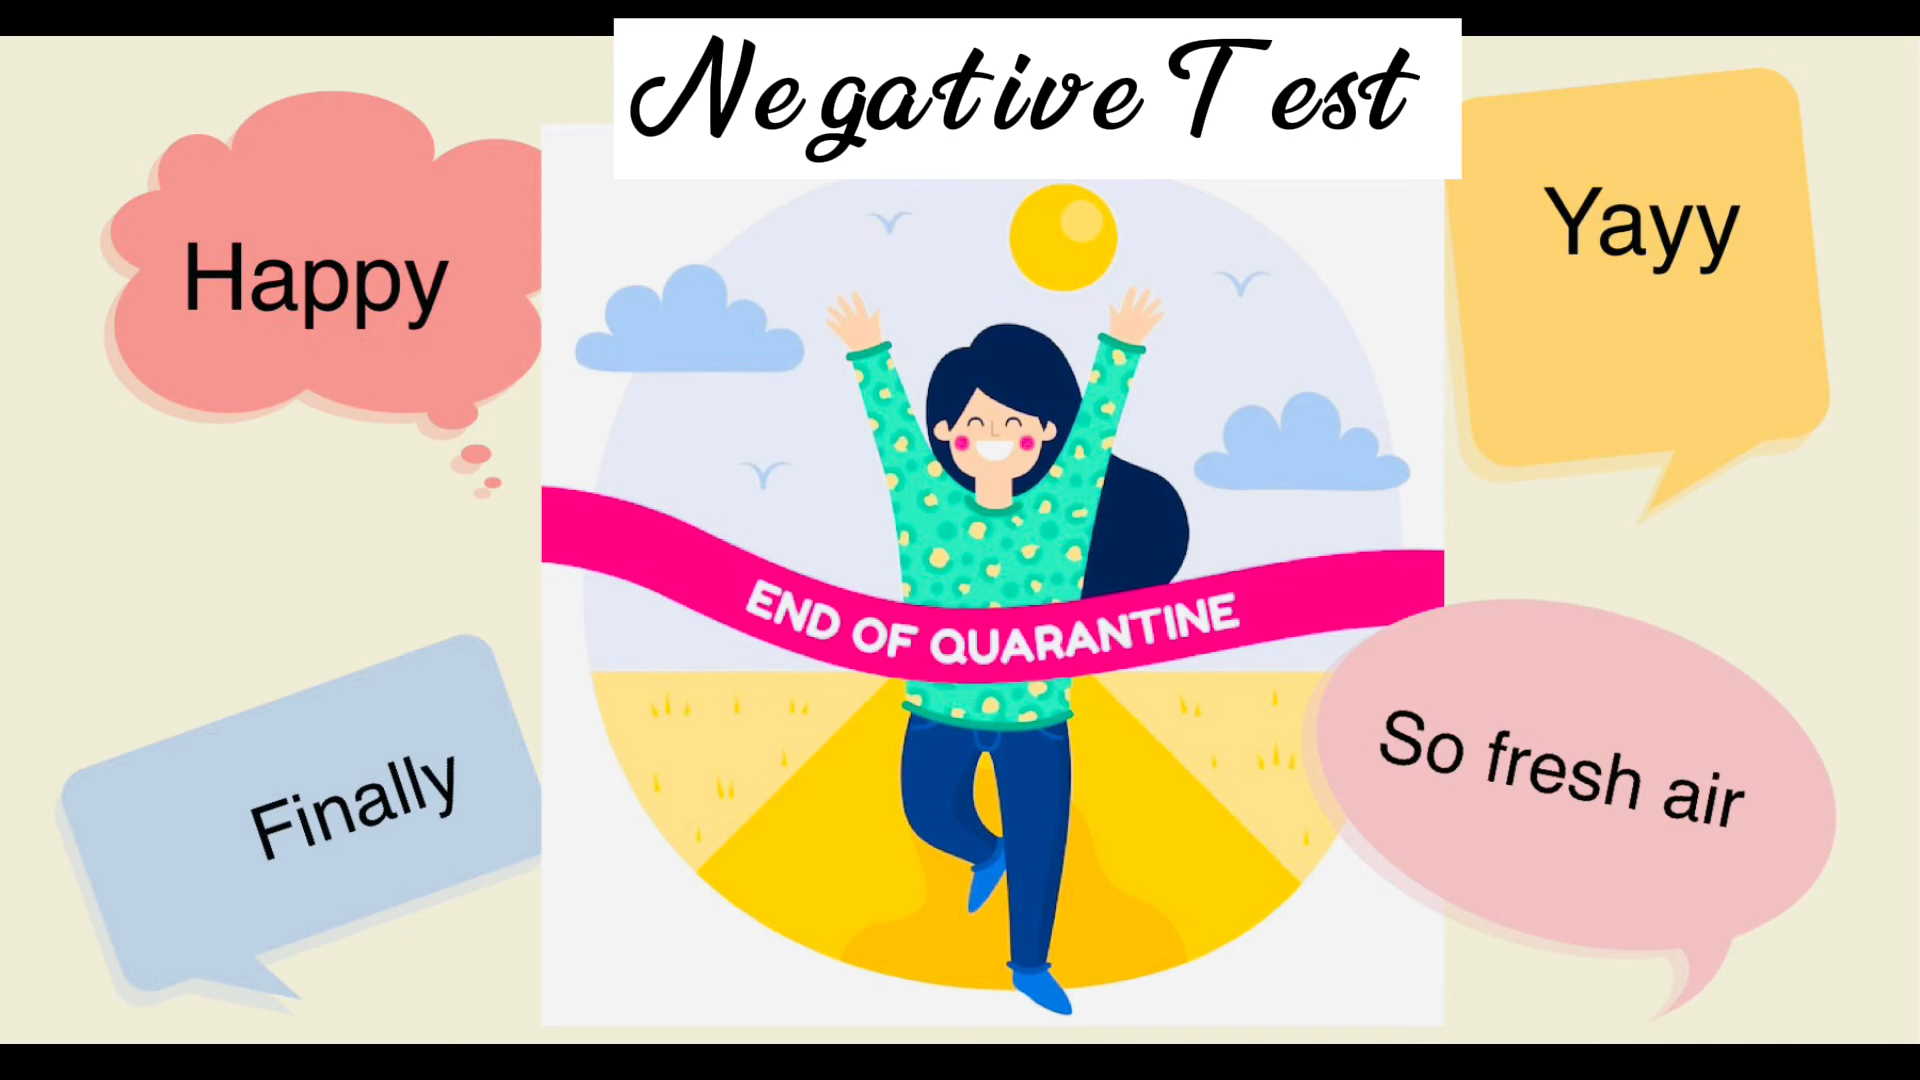 Negative Test
Happy
Yayy
END OF QUARANTINE
Finally
So fresh air